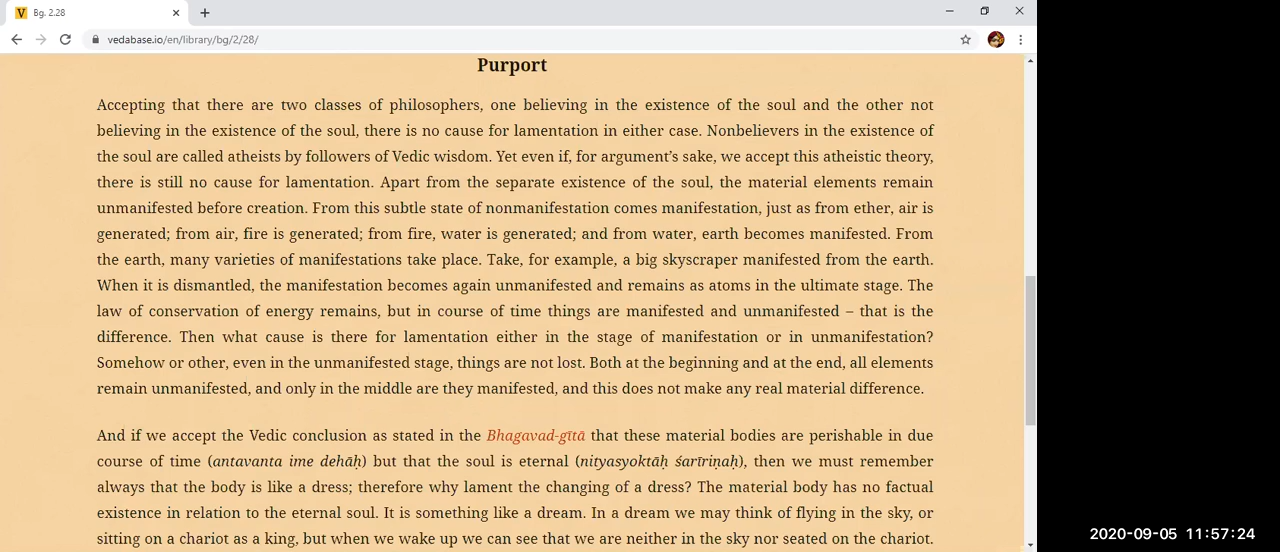 Bg. 2.28
vedabase.io/en/library/bg/2/28/
Purport
Accepting that there are two classes of philosophers, one believing in the existence of the soul and the other not
believing in the existence of the soul, there is no cause for lamentation in either case. Nonbelievers in the existence of
the soul are called atheists by followers of Vedic wisdom. Yet even if, for argument’s sake, we accept this atheistic theory,
there is still no cause for lamentation. Apart from the separate existence of the soul, the material elements remain
unmanifested before creation. From this subtle state of nonmanifestation comes manifestation, just as from ether, air is
generated; from air, fire is generated; from fire, water is generated; and from water, earth becomes manifested. From
the earth, many varieties of manifestations take place. Take, for example, a big skyscraper manifested from the earth.
When it is dismantled, the manifestation becomes again unmanifested and remains as atoms in the ultimate stage. The
law of conservation of energy remains, but in course of time things are manifested and unmanifested – that is the
difference. Then what cause is there for lamentation either in the stage of manifestation or in unmanifestation?
Somehow or other, even in the unmanifested stage, things are not lost. Both at the beginning and at the end, all elements
remain unmanifested, and only in the middle are they manifested, and this does not make any real material difference.
And if we accept the Vedic conclusion as stated in the Bhagavad-gītā that these material bodies are perishable in due
course of time (antavanta ime dehāḥ) but that the soul is eternal (nityasyoktāḥ śarīriṇaḥ), then we must remember
always that the body is like a dress; therefore why lament the changing of a dress? The material body has no factual
existence in relation to the eternal soul. It is something like a dream. In a dream we may think of flying in the sky, or
sitting on a chariot as a king, but when we wake up we can see that we are neither in the sky nor seated on the chariot.
2020-09-05 11:57:24